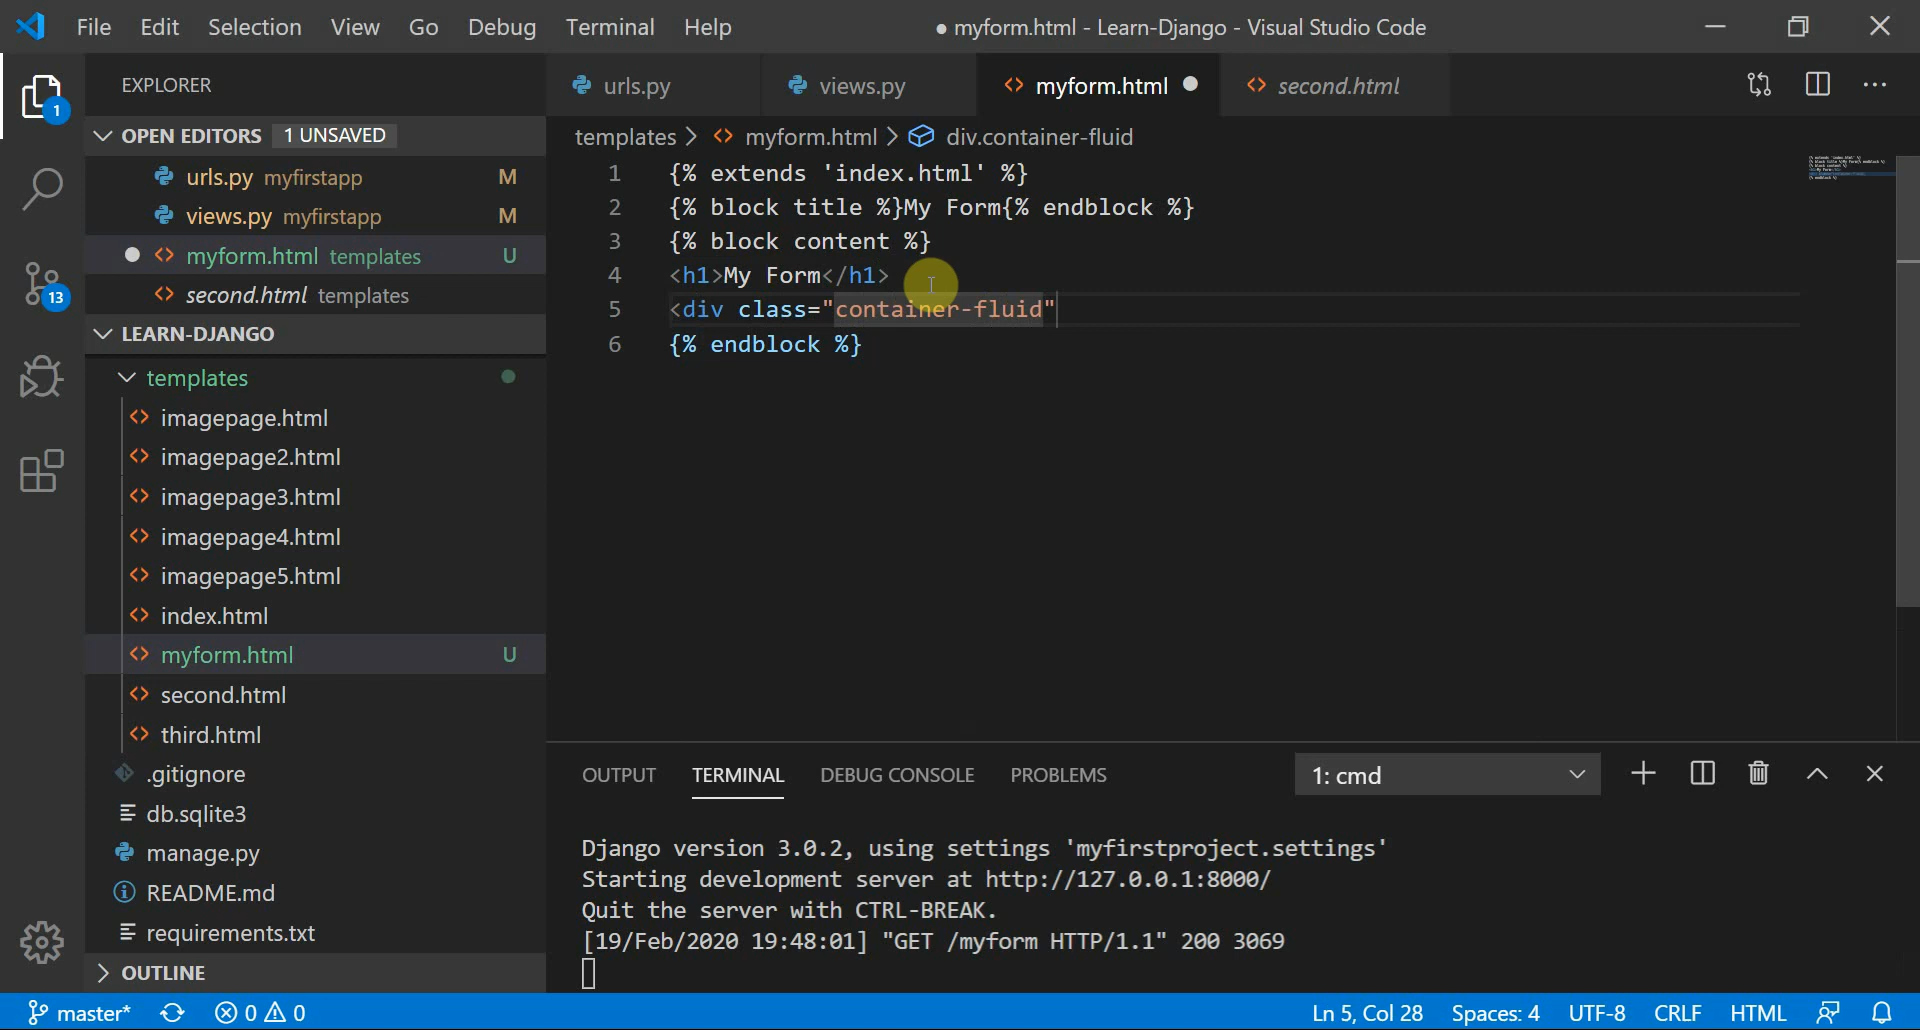 File Edit Selection View Go Debug Terminal Help
● myform.html - Learn-Django - Visual Studio Code
EXPLORER
1
OPEN EDITORS 1 UNSAVED
urls.py myfirstapp M
views.py myfirstapp M
myform.html templates U
second.html templates
LEARN-DJANGO
templates
imagepage.html
imagepage2.html
imagepage3.html
imagepage4.html
imagepage5.html
index.html
myform.html U
second.html
third.html
.gitignore
db.sqlite3
manage.py
README.md
requirements.txt
OUTLINE
13
urls.py
views.py
myform.html
second.html
templates > myform.html > div.container-fluid
1 {% extends 'index.html' %}
2 {% block title %}My Form{% endblock %}
3 {% block content %}
4 <h1>My Form</h1>
5 <div class="container-fluid"
6 {% endblock %}
OUTPUT TERMINAL DEBUG CONSOLE PROBLEMS
1: cmd
Django version 3.0.2, using settings 'myfirstproject.settings'
Starting development server at http://127.0.0.1:8000/
Quit the server with CTRL-BREAK.
[19/Feb/2020 19:48:01] "GET /myform HTTP/1.1" 200 3069
master* 0 0
Ln 5, Col 28 Spaces: 4 UTF-8 CRLF HTML